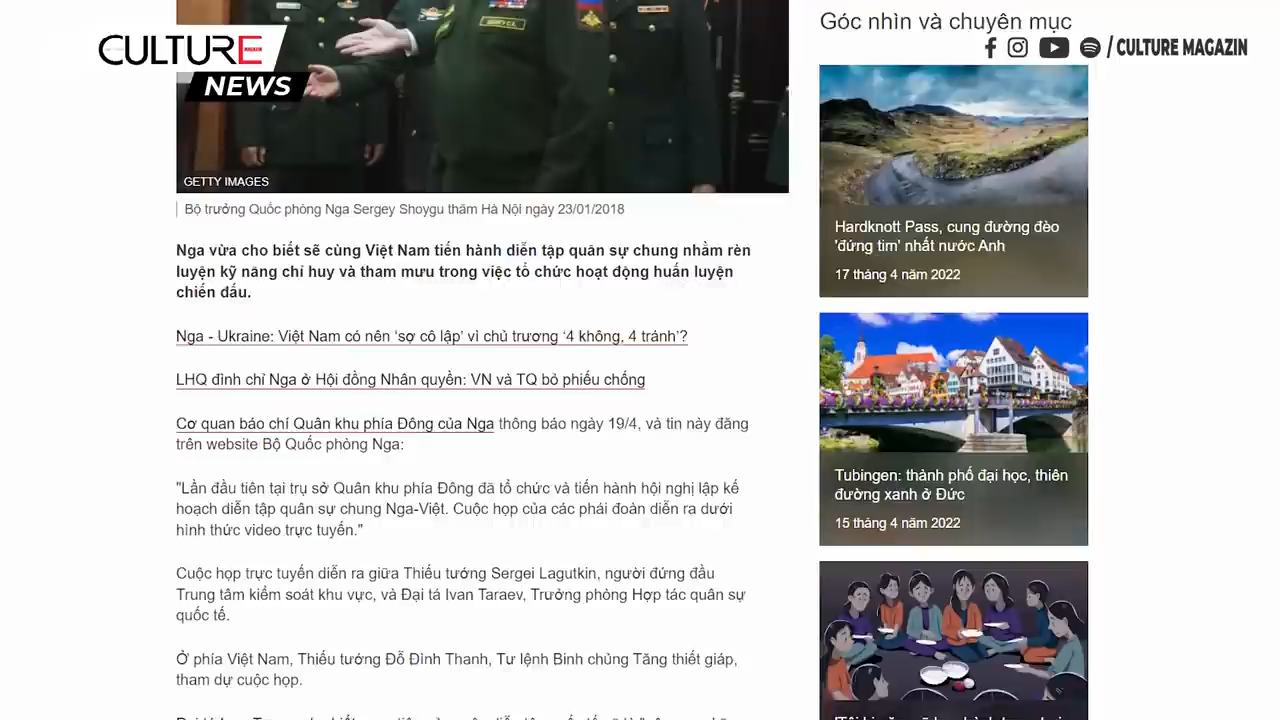 CULTURE
NEWS
Góc nhìn và chuyên mục
/ CULTURE MAGAZIN
GETTY IMAGES
Bộ trưởng Quốc phòng Nga Sergey Shoygu thăm Hà Nội ngày 23/01/2018
Nga vừa cho biết sẽ cùng Việt Nam tiến hành diễn tập quân sự chung nhằm rèn
luyện kỹ năng chỉ huy và tham mưu trong việc tổ chức hoạt động huấn luyện
chiến đấu.
Nga - Ukraine: Việt Nam có nên ‘sợ cô lập’ vì chủ trương ‘4 không, 4 tránh’?
LHQ đình chỉ Nga ở Hội đồng Nhân quyền: VN và TQ bỏ phiếu chống
Cơ quan báo chí Quân khu phía Đông của Nga thông báo ngày 19/4, và tin này đăng
trên website Bộ Quốc phòng Nga:
"Lần đầu tiên tại trụ sở Quân khu phía Đông đã tổ chức và tiến hành hội nghị lập kế
hoạch diễn tập quân sự chung Nga-Việt. Cuộc họp của các phái đoàn diễn ra dưới
hình thức video trực tuyến."
Cuộc họp trực tuyến diễn ra giữa Thiếu tướng Sergei Lagutkin, người đứng đầu
Trung tâm kiểm soát khu vực, và Đại tá Ivan Taraev, Trưởng phòng Hợp tác quân sự
quốc tế.
Ở phía Việt Nam, Thiếu tướng Đỗ Đình Thanh, Tư lệnh Binh chủng Tăng thiết giáp,
tham dự cuộc họp.
Hardknott Pass, cung đường đèo
'đứng tim' nhất nước Anh
17 tháng 4 năm 2022
Tubingen: thành phố đại học, thiên
đường xanh ở Đức
15 tháng 4 năm 2022